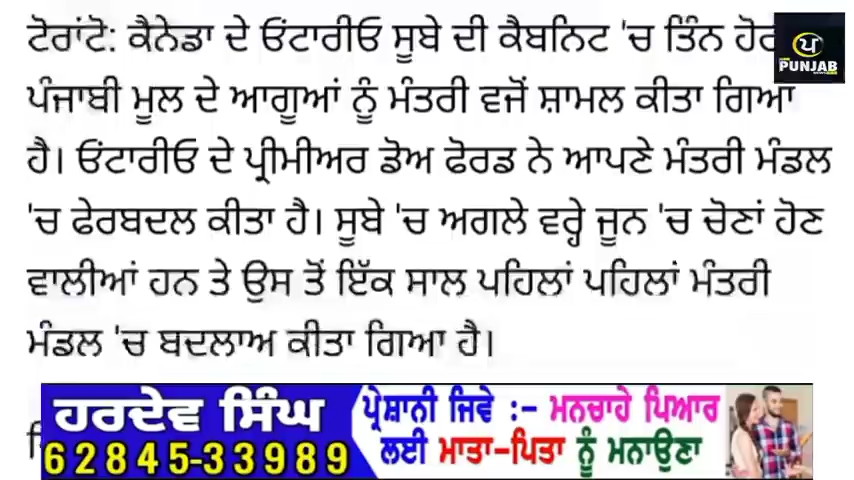 ਟੋਰਾਂਟੋ: ਕੈਨੇਡਾ ਦੇ ਓਂਟਾਰੀਓ ਸੂਬੇ ਦੀ ਕੈਬਨਿਟ 'ਚ ਤਿੰਨ
ਪੰਜਾਬੀ ਮੂਲ ਦੇ ਆਗੂਆਂ ਨੂੰ ਮੰਤਰੀ ਵਜੋਂ ਸ਼ਾਮਲ ਕੀਤਾ ਗਿਆ
ਹੈ। ਓਂਟਾਰੀਓ ਦੇ ਪ੍ਰੀਮੀਅਰ ਡੋਅ ਫੋਰਡ ਨੇ ਆਪਣੇ ਮੰਤਰੀ ਮੰਡਲ
'ਚ ਫੇਰਬਦਲ ਕੀਤਾ ਹੈ। ਸੂਬੇ 'ਚ ਅਗਲੇ ਵਰ੍ਹੇ ਜੂਨ 'ਚ ਚੋਣਾਂ ਹੋਣ
ਵਾਲੀਆਂ ਹਨ ਤੇ ਉਸ ਤੋਂ ਇੱਕ ਸਾਲ ਪਹਿਲਾਂ ਪਹਿਲਾਂ ਮੰਤਰੀ
ਮੰਡਲ 'ਚ ਬਦਲਾਅ ਕੀਤਾ ਗਿਆ ਹੈ।
ਪ
PUNJAB
ਹਰਦੇਵ ਸਿੰਘ
62845-33989
ਪ੍ਰੇਸ਼ਾਨੀ ਜਿਵੇ :- ਮਨਚਾਹੇ ਪਿਆਰ
ਲਈ ਮਾਤਾ-ਪਿਤਾ ਨੂੰ ਮਨਾਉਣਾ